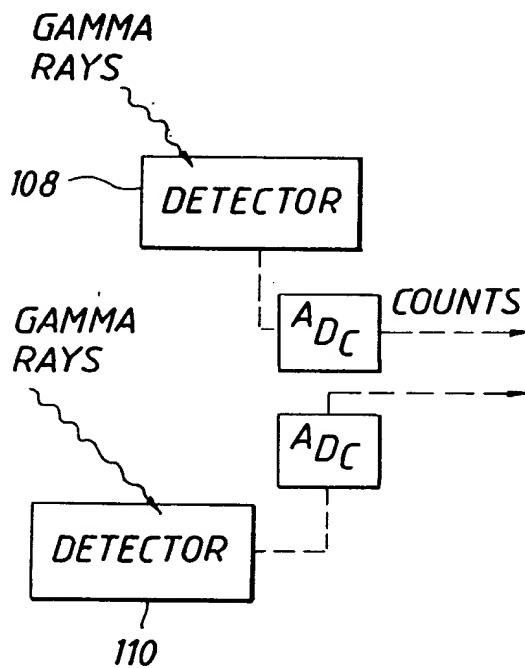 GAMMA
RAYS
108
DETECTOR
ADC
COUNTS
GAMMA
RAYS
ADC
DETECTOR
110